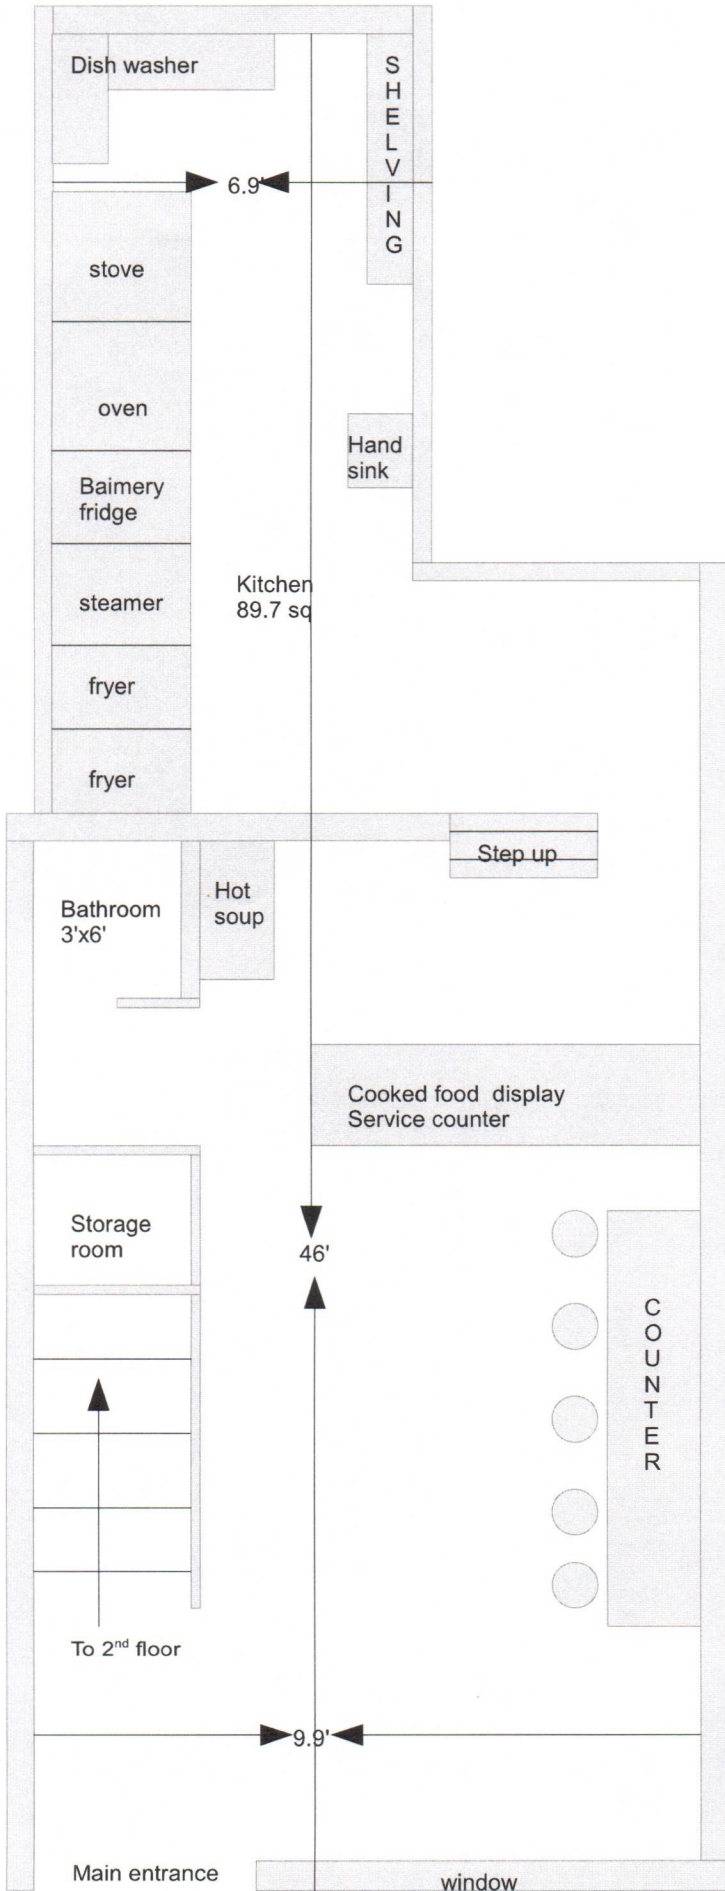 Dish washer
SHELVING
6.9'
stove
oven
Hand
sink
Baimery
fridge
Kitchen
89.7 sq
steamer
fryer
fryer
Step up
Hot
soup
Bathroom
3'x6'
Cooked food display
Service counter
Storage
room
46'
COUNTER
To 2nd floor
9.9'
Main entrance
window